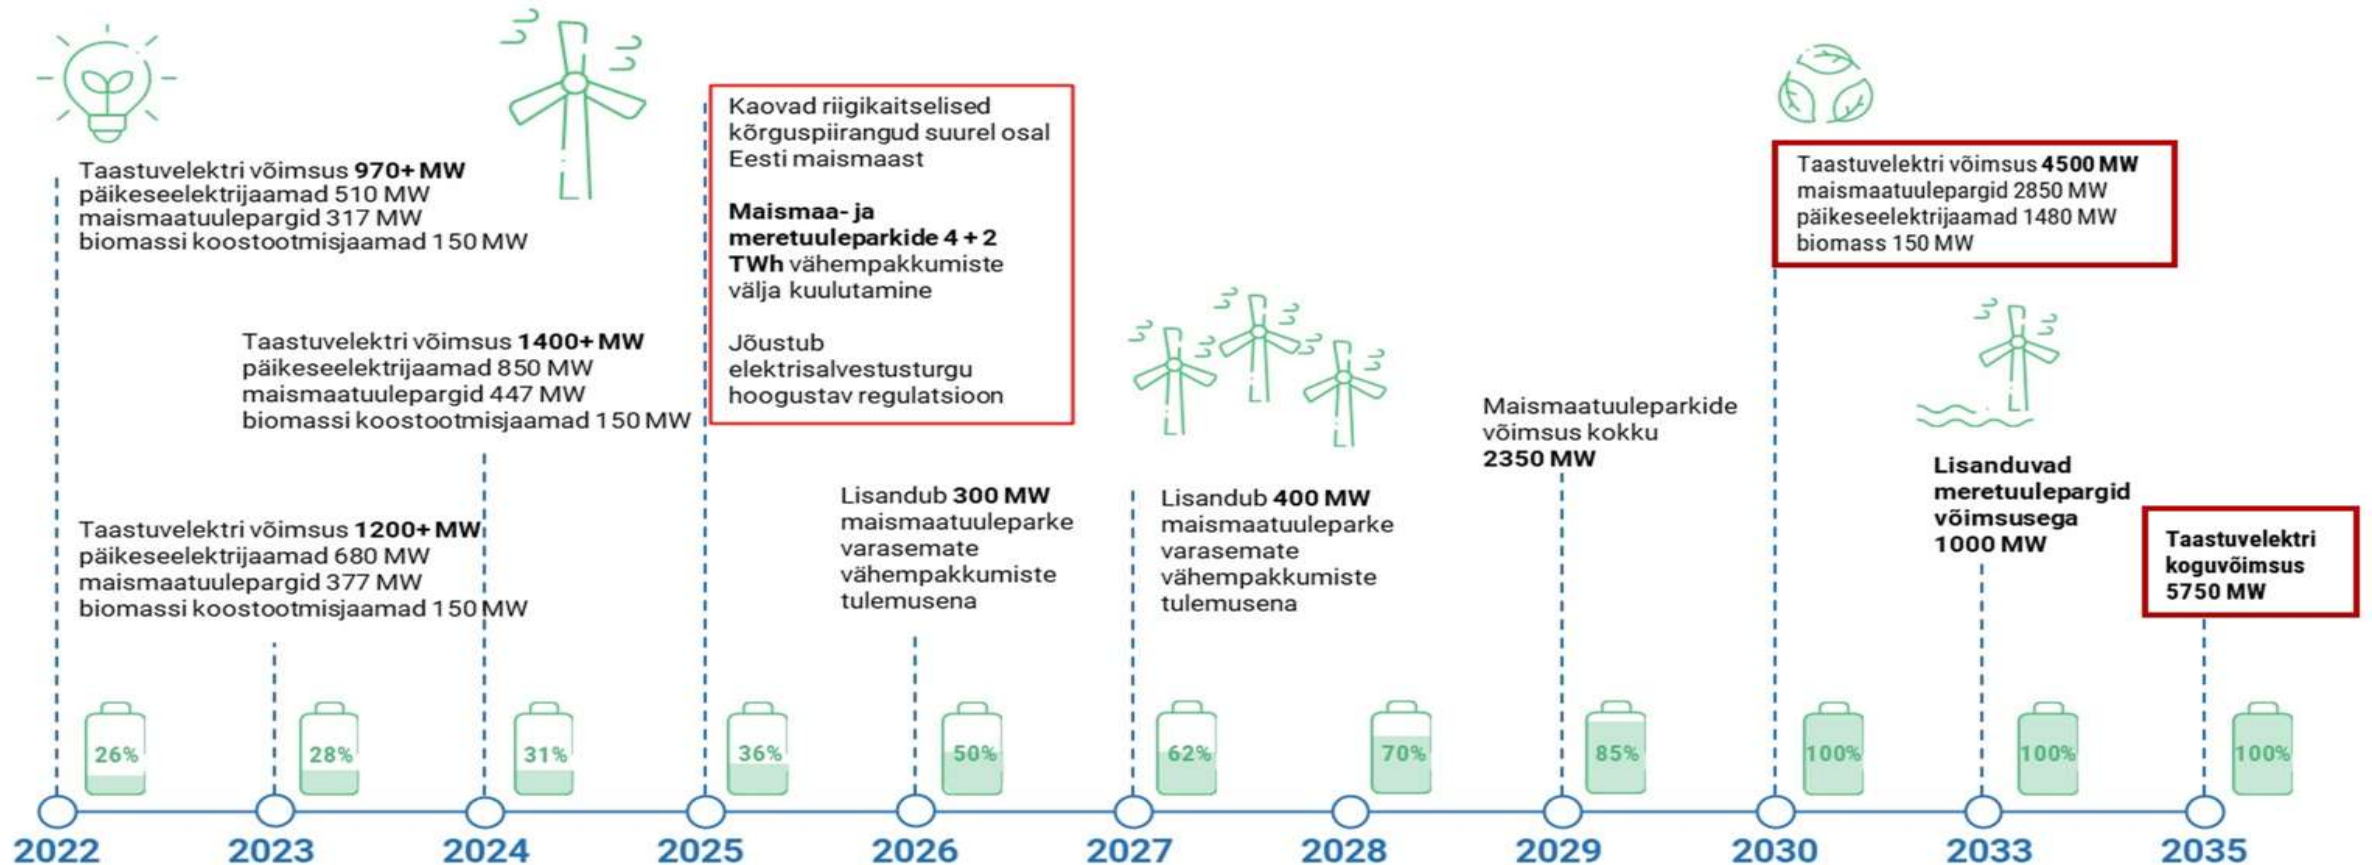 Taastuvelektri võimsus 970+ MW
päikeseelektrijaamad 510 MW
maismaatuulepargid 317 MW
biomassi koostootmisjaamad 150 MW
Taastuvelektri võimsus 1200+ MW
päikeseelektrijaamad 680 MW
maismaatuulepargid 377 MW
biomassi koostootmisjaamad 150 MW
Taastuvelektri võimsus 1400+ MW
päikeseelektrijaamad 850 MW
maismaatuulepargid 447 MW
biomassi koostootmisjaamad 150 MW
Kaovad riigikaitselised
kõrguspiirangud suurel osal
Eesti maismaast
Maismaa- ja
meretuuleparkide 4 + 2
TWh vähempakkumiste
välja kuulutamine
Jõustub
elektrisalvestusturgu
hoogustav regulatsioon
Lisandub 300 MW
maismaatuuleparke
varasemate
vähempakkumiste
tulemusena
Lisandub 400 MW
maismaatuuleparke
varasemate
vähempakkumiste
tulemusena
Maismaatuuleparkide
võimsus kokku
2350 MW
Taastuvelektri võimsus 4500 MW
maismaatuulepargid 2850 MW
päikeseelektrijaamad 1480 MW
biomass 150 MW
Lisanduvad
meretuulepargid
võimsusega
1000 MW
Taastuvelektri
koguvõimsus
5750 MW
26% 28% 31% 36% 50% 62% 70% 85% 100% 100% 100%
2022 2023 2024 2025 2026 2027 2028 2029 2030 2033 2035